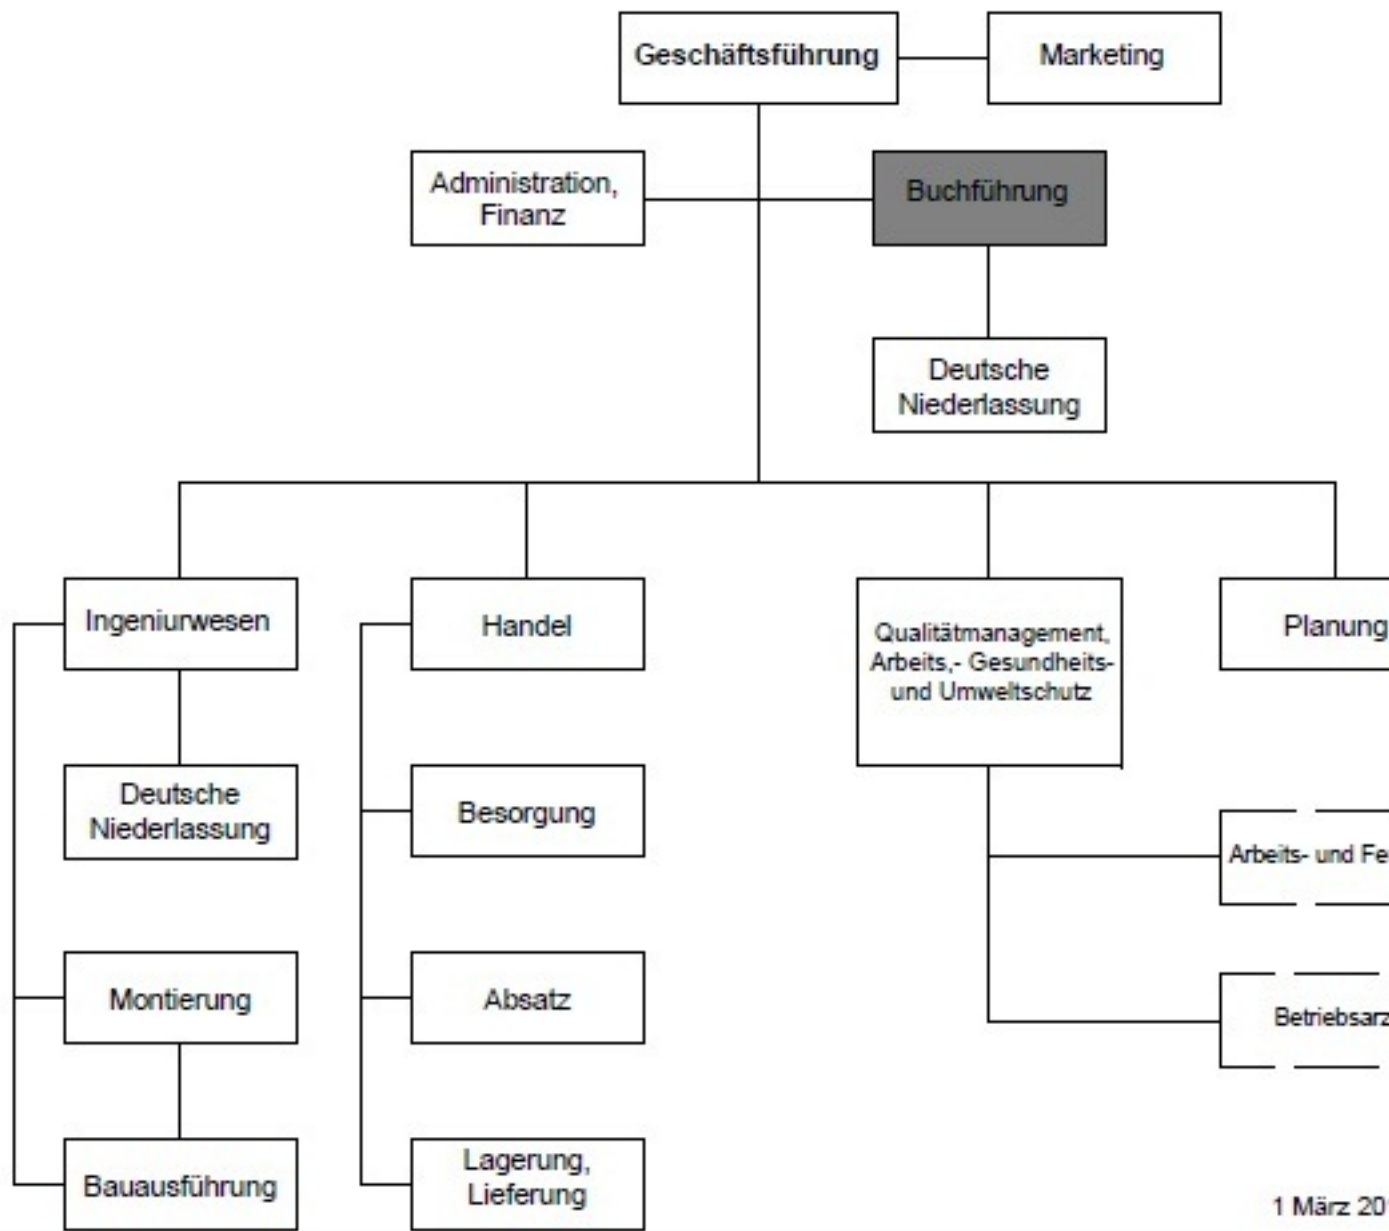 Geschäftsführung
Marketing
Administration,
Finanz
Buchführung
Deutsche
Niederlassung
Ingeniurwesen
Handel
Qualitätmanagement,
Arbeits,- Gesundheits-
und Umweltschutz
Planung
Deutsche
Niederlassung
Besorgung
Arbeits- und
Montierung
Absatz
Bauausführung
Lagerung,
Lieferung
1 März